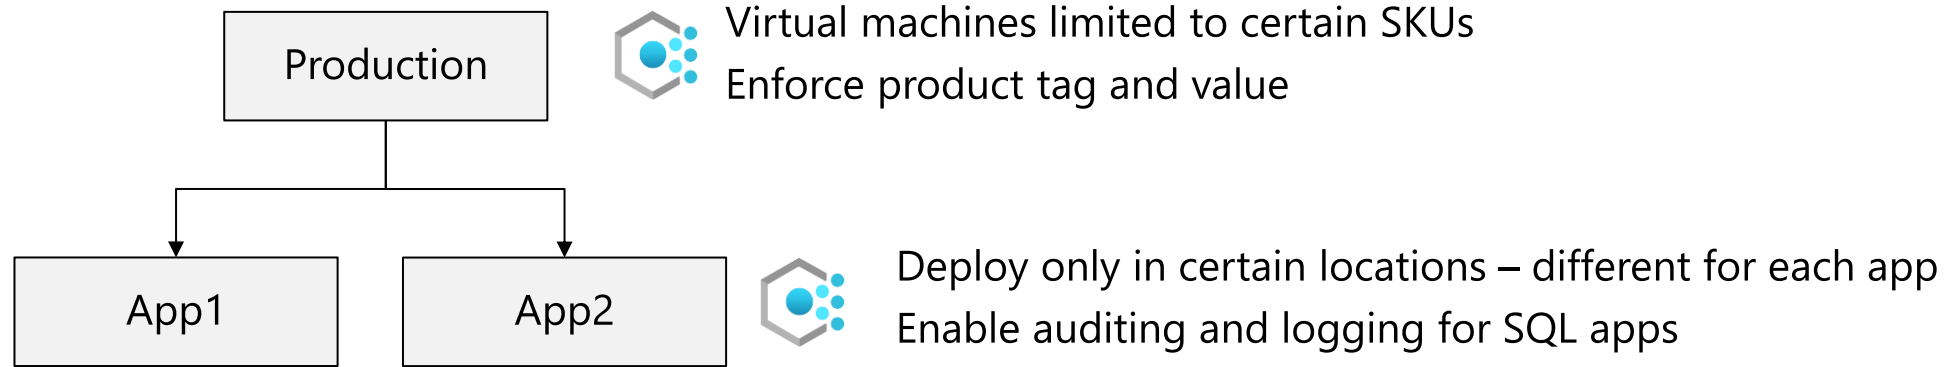 Production
Virtual machines limited to certain SKUs
Enforce product tag and value
App1
App2
Deploy only in certain locations – different for each app
Enable auditing and logging for SQL apps